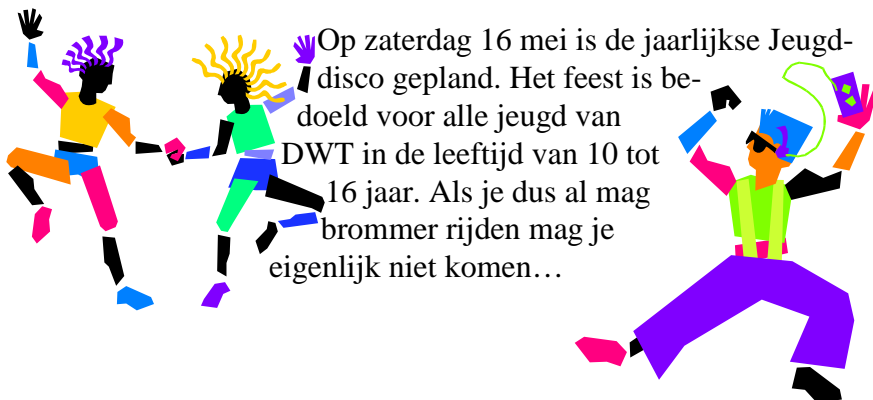 Op zaterdag 16 mei is de jaarlijkse Jeugd-
disco gepland. Het feest is be-
doeld voor alle jeugd van
DWT in de leeftijd van 10 tot
16 jaar. Als je dus al mag
brommer rijden mag je
eigenlijk niet komen…